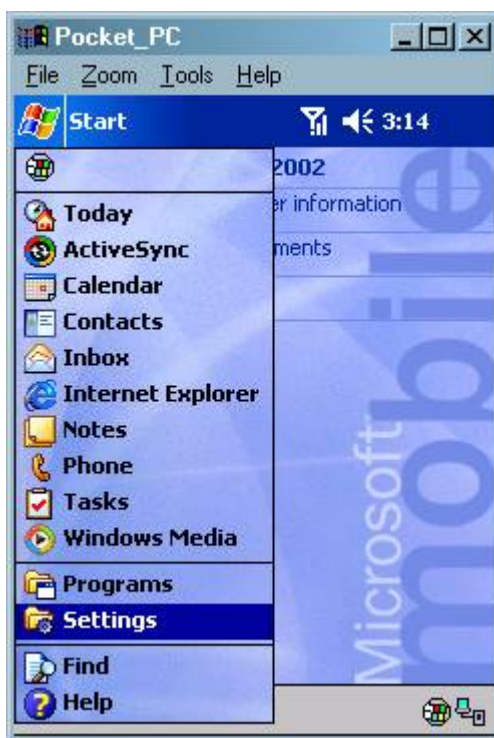 Pocket_PC
File Zoom Tools Help
Start 3:14
2002
er information
ments
Today
ActiveSync
Calendar
Contacts
Inbox
Internet Explorer
Notes
Phone
Tasks
Windows Media
Programs
Settings
Find
Help
Microsoft
mobile